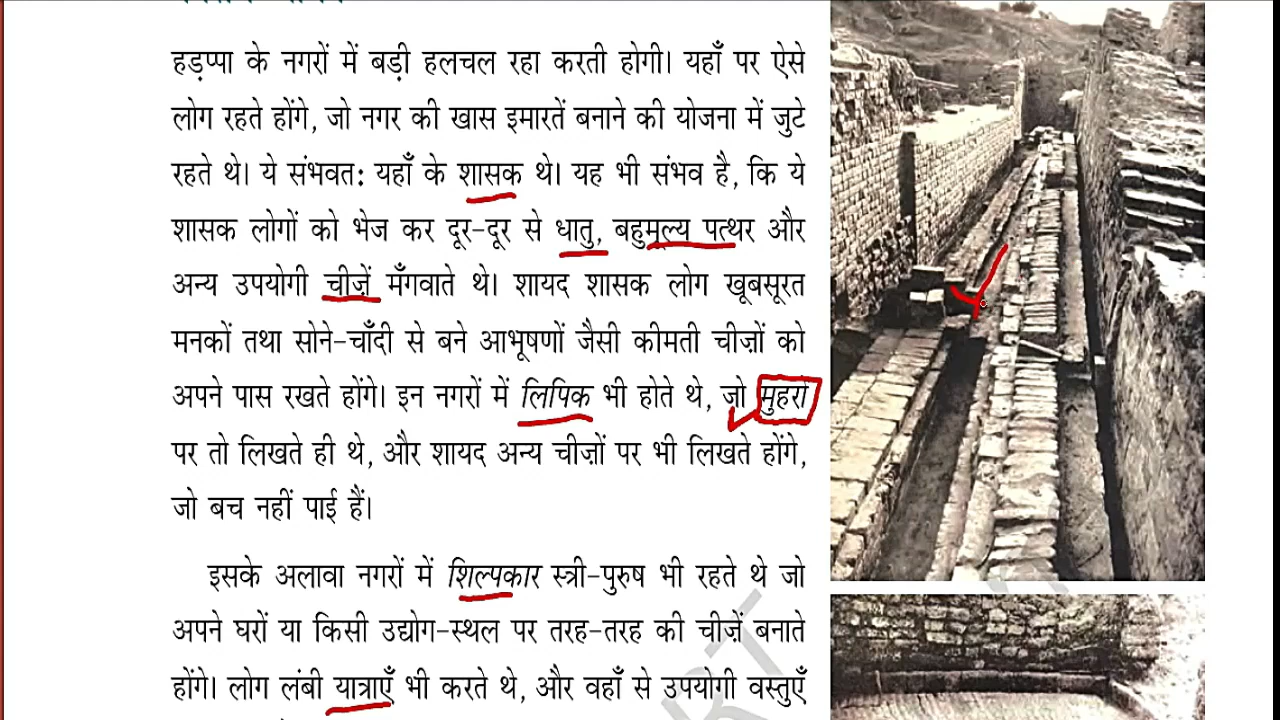 हड़प्पा के नगरों में बड़ी हलचल रहा करती होगी। यहाँ पर ऐसे
लोग रहते होंगे, जो नगर की खास इमारतें बनाने की योजना में जुटे
रहते थे। ये संभवत: यहाँ के शासक थे। यह भी संभव है, कि ये
शासक लोगों को भेज कर दूर-दूर से धातु, बहुमूल्य पत्थर और
अन्य उपयोगी चीज़ें मँगवाते थे। शायद शासक लोग खूबसूरत
मनकों तथा सोने-चाँदी से बने आभूषणों जैसी कीमती चीज़ों को
अपने पास रखते होंगे। इन नगरों में लिपिक भी होते थे, जो मुहरों
पर तो लिखते ही थे, और शायद अन्य चीज़ों पर भी लिखते होंगे,
जो बच नहीं पाई हैं।
इसके अलावा नगरों में शिल्पकार स्त्री-पुरुष भी रहते थे जो
अपने घरों या किसी उद्योग-स्थल पर तरह-तरह की चीज़ें बनाते
होंगे। लोग लंबी यात्राएँ भी करते थे, और वहाँ से उपयोगी वस्तुएँ